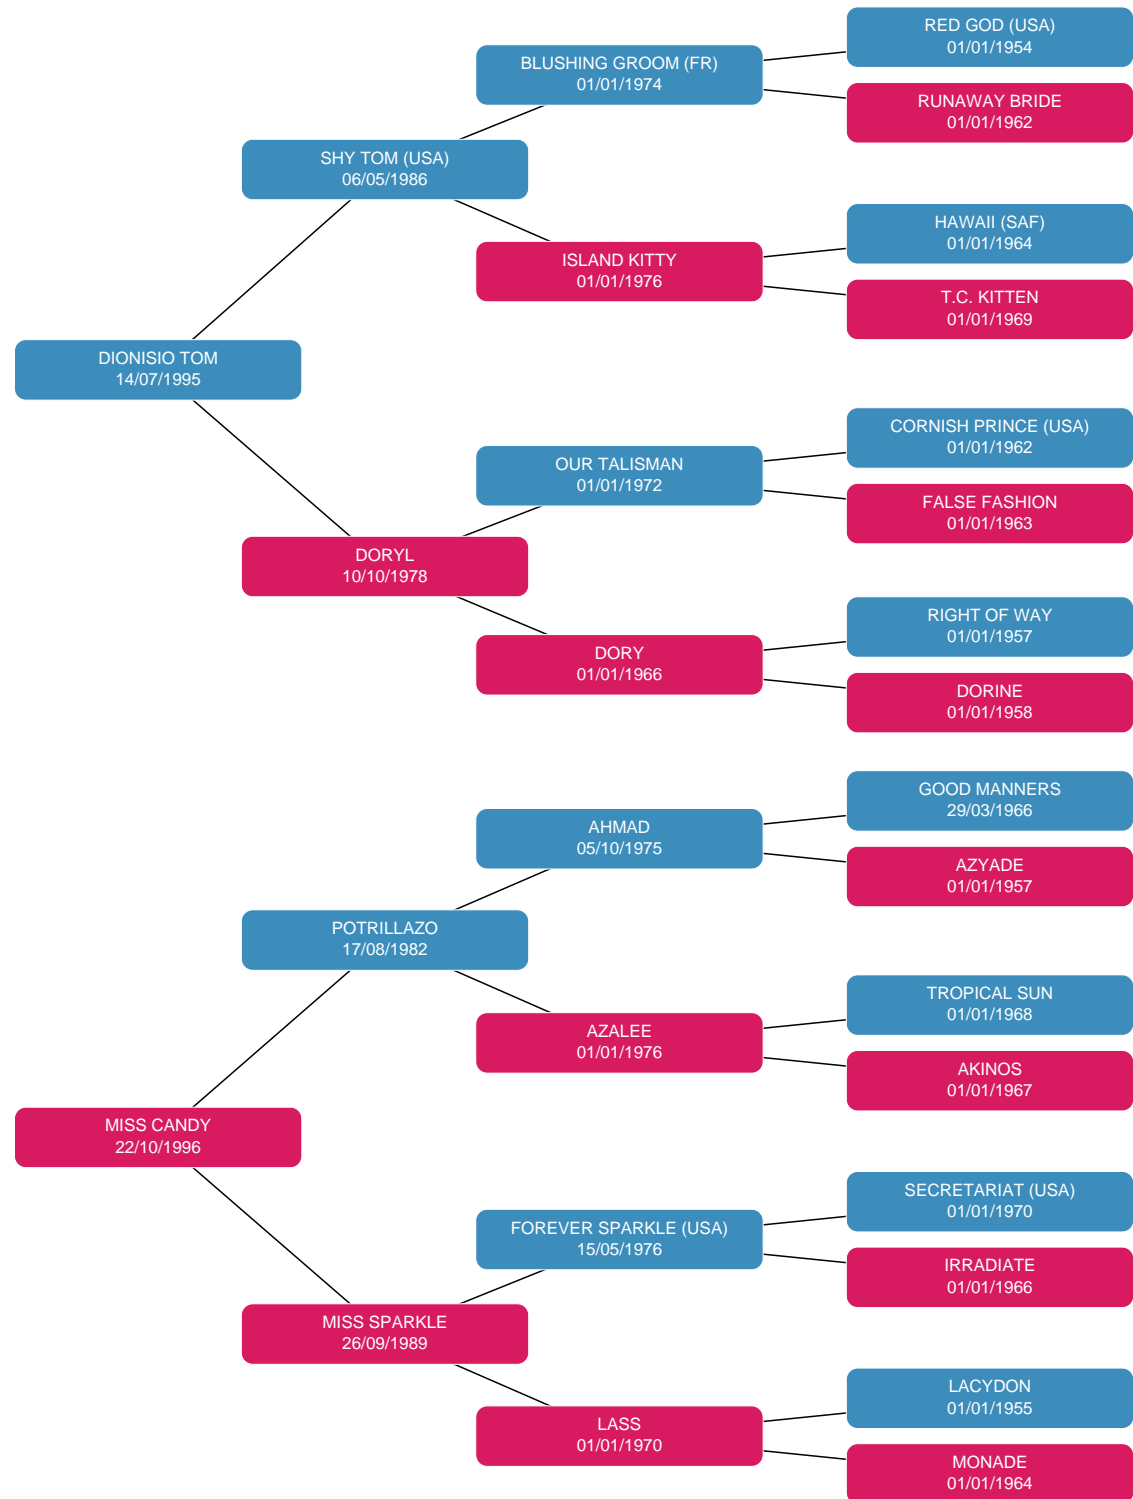 RED GOD (USA)
01/01/1954
BLUSHING GROOM (FR)
01/01/1974
RUNAWAY BRIDE
01/01/1962
SHY TOM (USA)
06/05/1986
HAWAII (SAF)
01/01/1964
ISLAND KITTY
01/01/1976
T.C. KITTEN
01/01/1969
DIONISIO TOM
14/07/1995
CORNISH PRINCE (USA)
01/01/1962
OUR TALISMAN
01/01/1972
FALSE FASHION
01/01/1963
DORYL
10/10/1978
RIGHT OF WAY
01/01/1957
DORY
01/01/1966
DORINE
01/01/1958
GOOD MANNERS
29/03/1966
AHMAD
05/10/1975
AZYADE
01/01/1957
POTRILLAZO
17/08/1982
TROPICAL SUN
01/01/1968
AZALEE
01/01/1976
AKINOS
01/01/1967
MISS CANDY
22/10/1996
SECRETARIAT (USA)
01/01/1970
FOREVER SPARKLE (USA)
15/05/1976
IRRADIATE
01/01/1966
MISS SPARKLE
26/09/1989
LACYDON
01/01/1955
LASS
01/01/1970
MONADE
01/01/1964